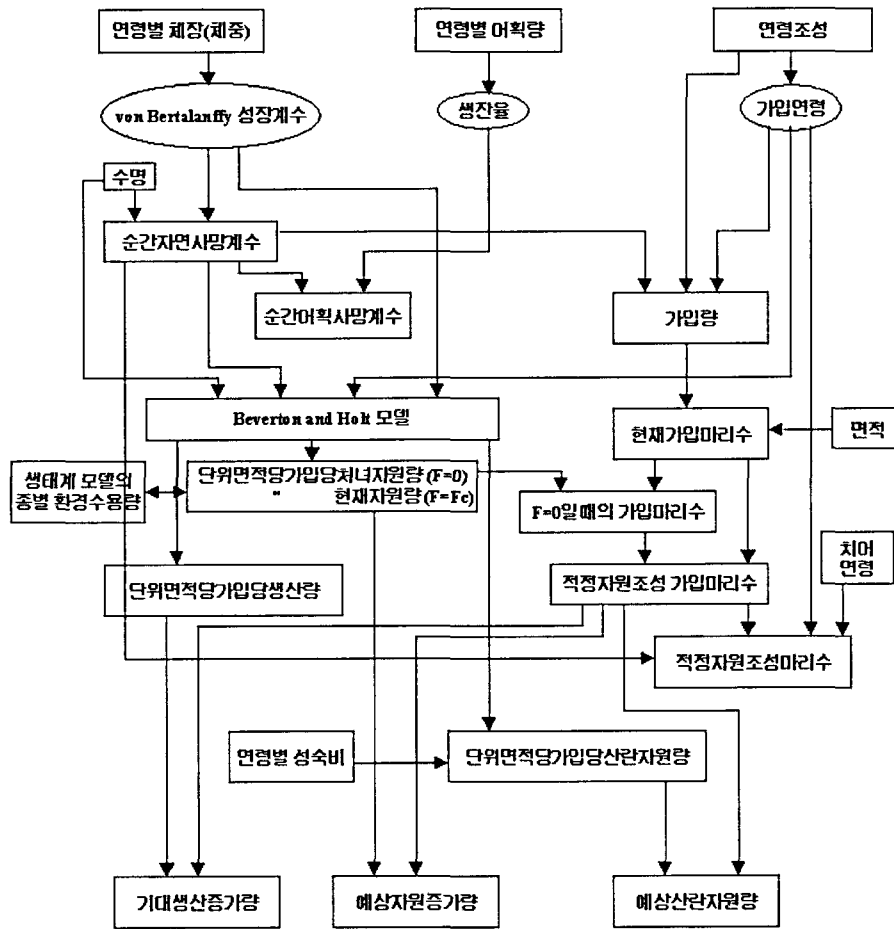 연령별 체장(체중)
연령별 어획량
연령조성
von Bertalanffy 성장계수
생잔율
가입연령
수명
순간자연사망계수
순간어획사망계수
가입량
Beverton and Holt 모델
현재가입마리수
면적
생태계 모델의
종별 환경수용량
단위면적당가입당처녀자원량 (F=0)
" 현재자원량 (F=Fc)
F=0일때의 가입마리수
치어
연령
단위면적당가입당생산량
적정자원조성 가입마리수
적정자원조성마리수
연령별 성숙비
단위면적당가입당산란자원량
기대생산증가량
예상자원증가량
예상산란자원량